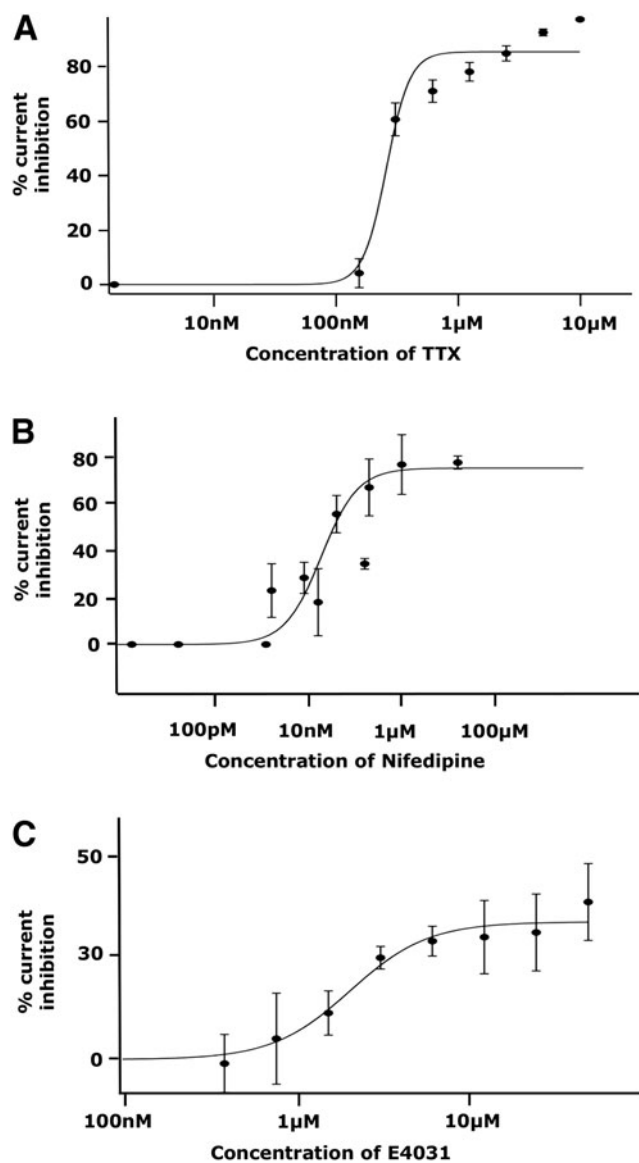 A
80
60
40
20
0
% current
inhibition
10nM 100nM 1µM 10µM
Concentration of TTX
B
80
60
40
20
0
% current
inhibition
100pM 10nM 1µM 100µM
Concentration of Nifedipine
C
50
30
0
% current
inhibition
100nM 1µM 10µM
Concentration of E4031